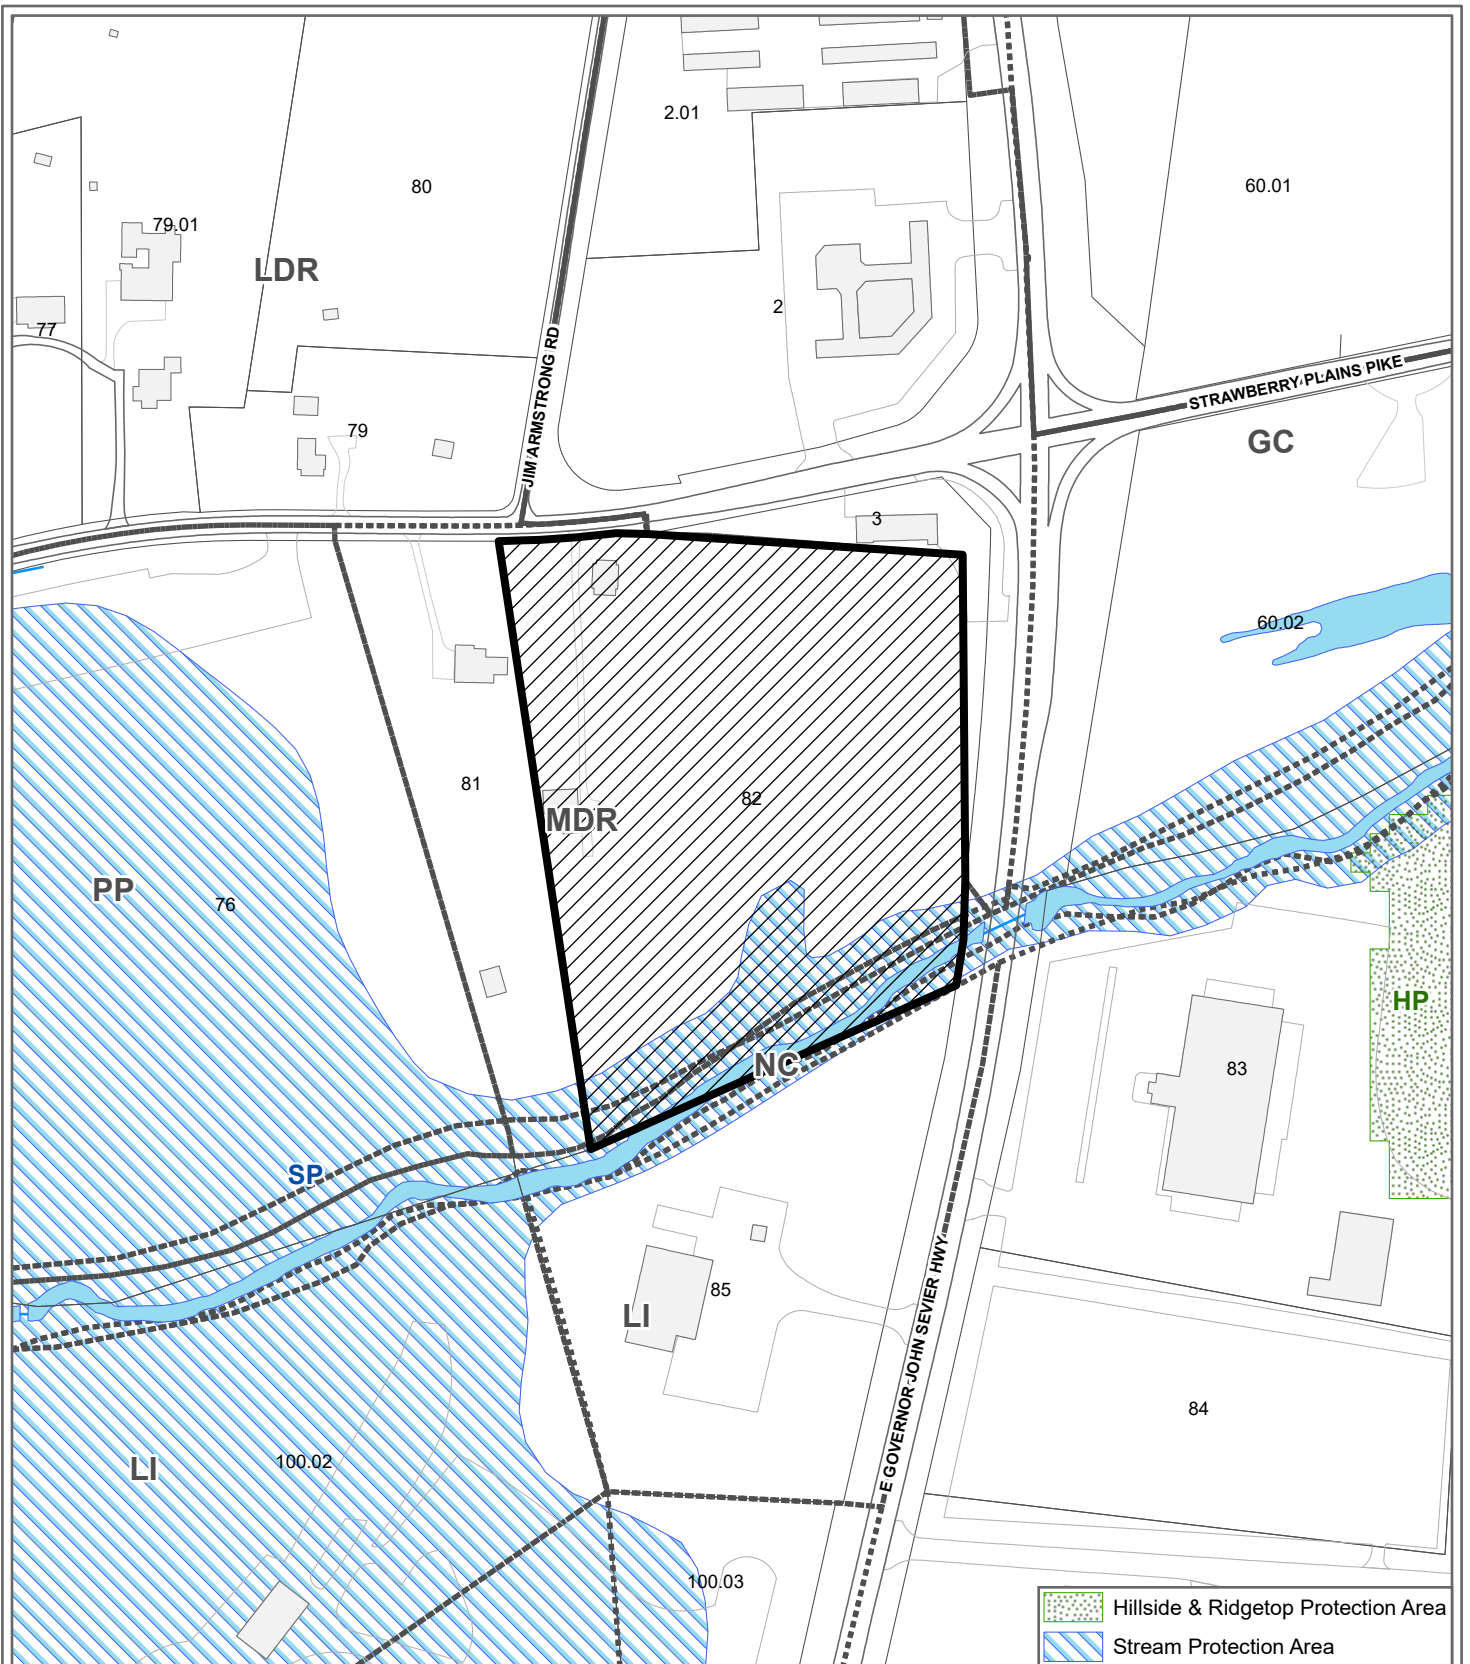 2.01
80
60.01
79.01
LDR
2
77
JIM ARMSTRONG RD
STRAWBERRY PLAINS PIKE
79
GC
3
60.02
81
82
MDR
PP
76
HP
NC
83
SP
85
LI
E GOVERNOR JOHN SEVIER HWY
84
100.02
LI
100.03
Hillside & Ridgetop Protection Area
Stream Protection Area